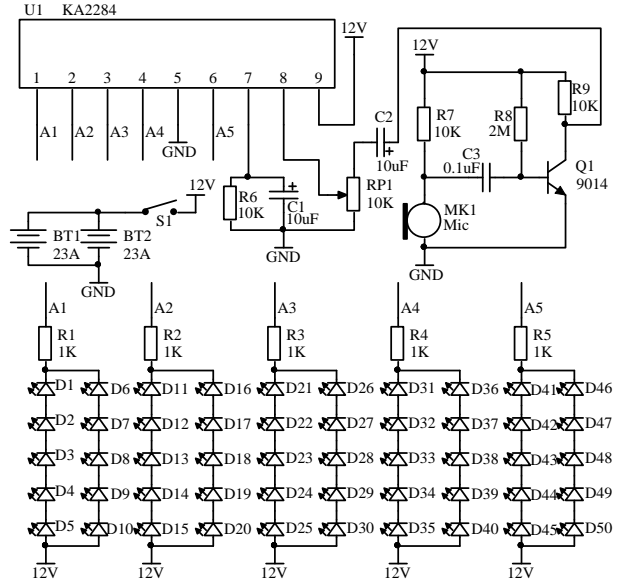 U1 KA2284
12V
1 2 3 4 5 6 7 8 9
A1 A2 A3 A4 A5
GND
12V
R7
10K
R8
2M
R9
10K
C2
10uF
C3
0.1uF
Q1
9014
R6
10K
C1
10uF
RP1
10K
MK1
Mic
GND
GND
12V
S1
BT1
23A
BT2
23A
GND
A1 A2 A3 A4 A5
R1 R2 R3 R4 R5
1K 1K 1K 1K 1K
D1 D6 D11 D16 D21 D26 D31 D36 D41 D46
D2 D7 D12 D17 D22 D27 D32 D37 D42 D47
D3 D8 D13 D18 D23 D28 D33 D38 D43 D48
D4 D9 D14 D19 D24 D29 D34 D39 D44 D49
D5 D10 D15 D20 D25 D30 D35 D40 D45 D50
12V 12V 12V 12V 12V